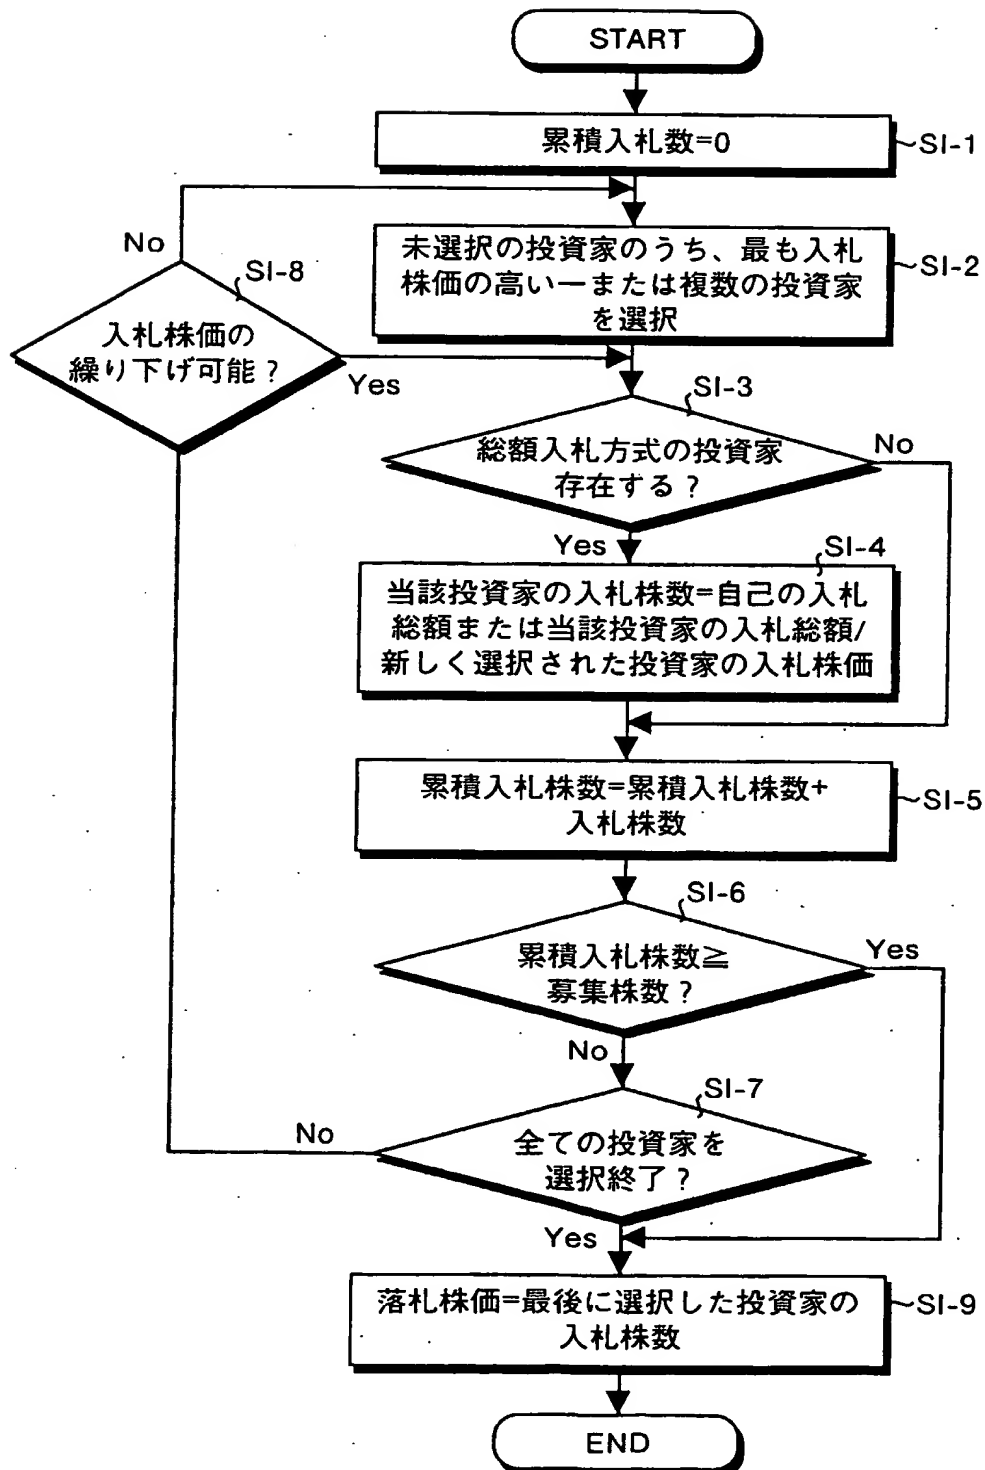 START
累積入札数=0
SI-1
未選択の投資家のうち、最も入札
株価の高い一または複数の投資家
を選択
SI-2
No
SI-8
入札株価の
繰り下げ可能？
Yes
SI-3
総額入札方式の投資家
存在する？
No
Yes
SI-4
当該投資家の入札株数=自己の入札
総額または当該投資家の入札総額/
新しく選択された投資家の入札株価
累積入札株数=累積入札株数+
入札株数
SI-5
SI-6
累積入札株数≧
募集株数？
Yes
No
SI-7
全ての投資家を
選択終了？
No
Yes
落札株価=最後に選択した投資家の
入札株数
SI-9
END